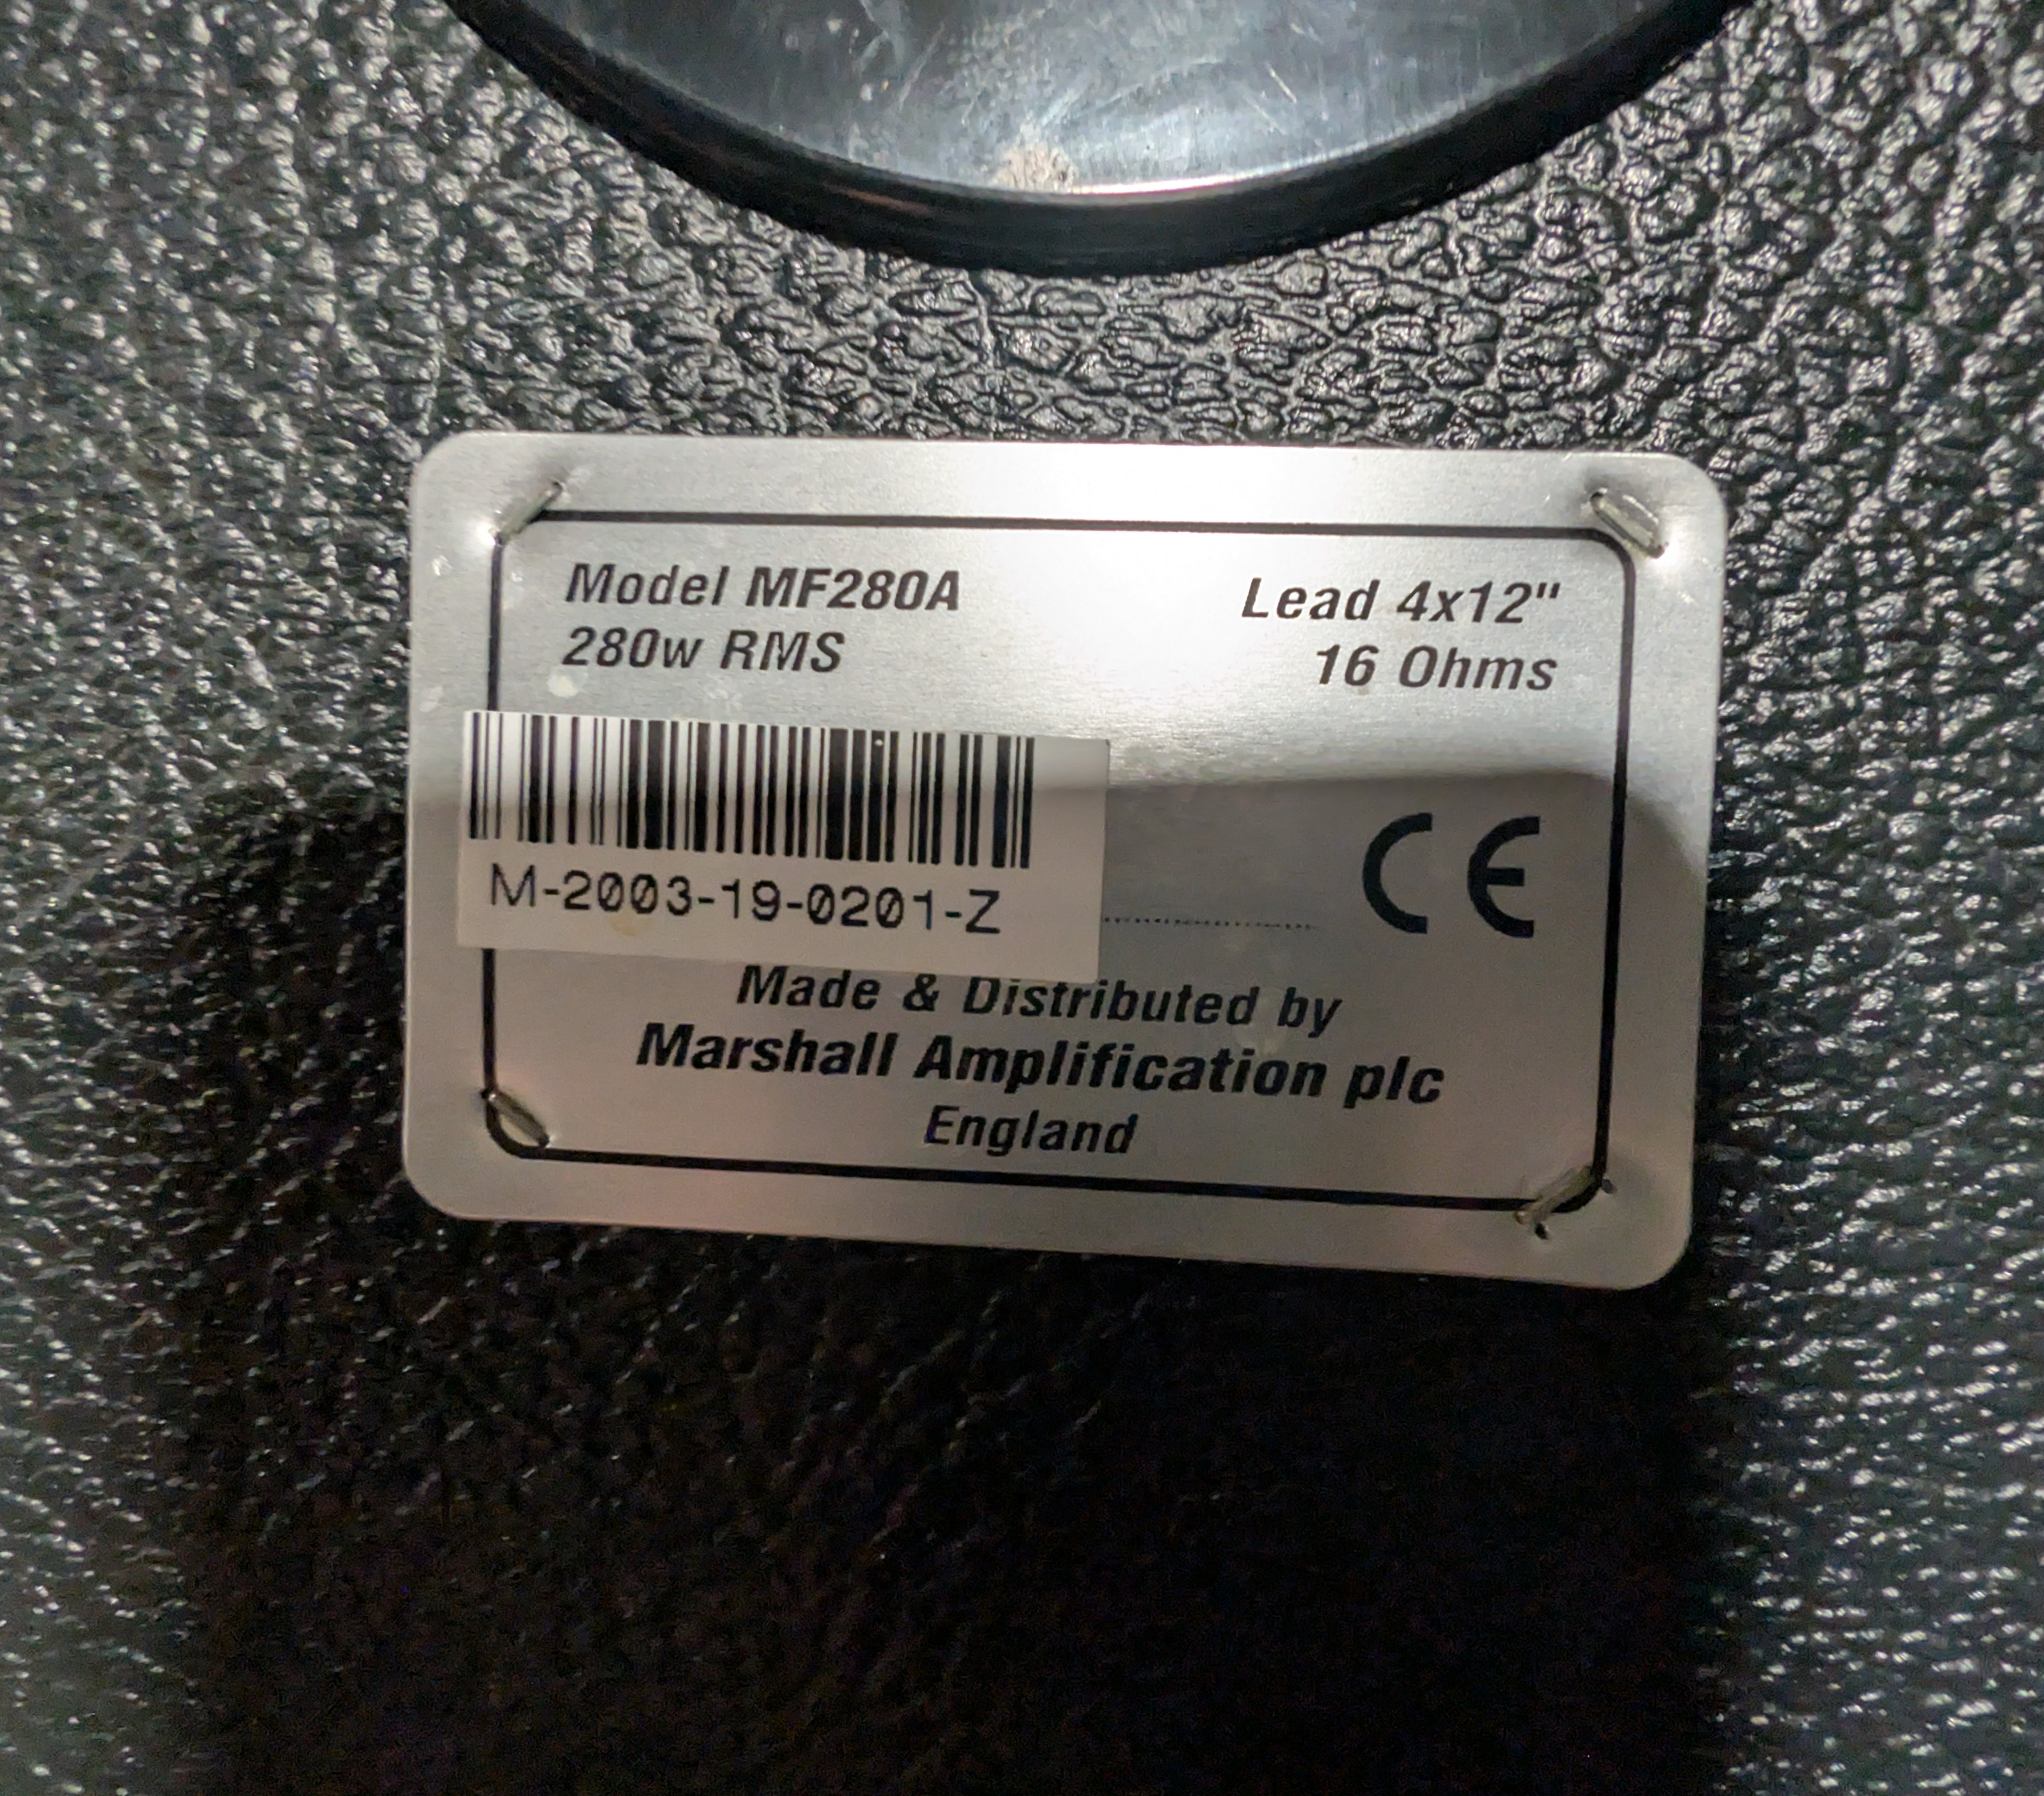 Model MF280A
Lead 4x12"
280w RMS
16 Ohms
M-2003-19-0201-Z
CE
Made & Distributed by
Marshall Amplification plc
England